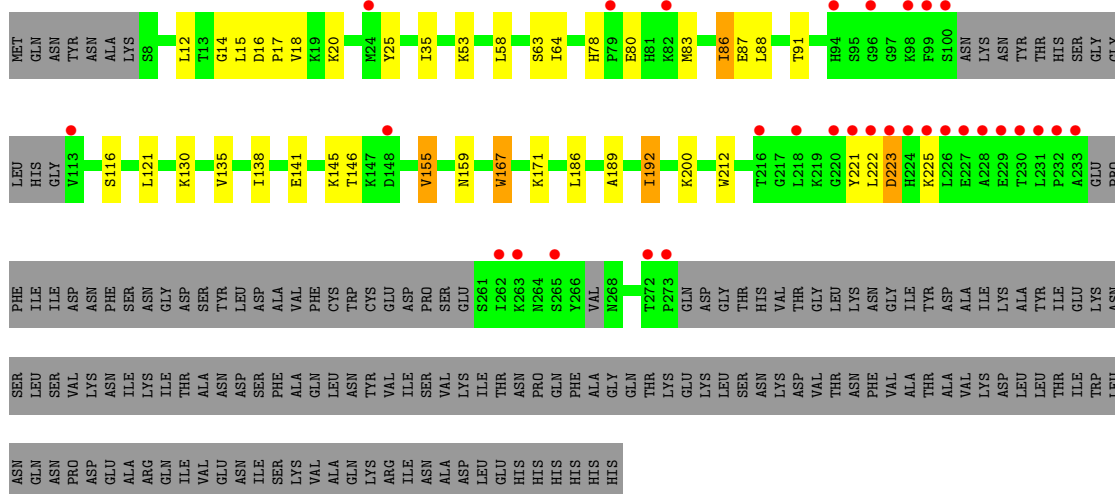 MET GLN ASN TYR ASN ALA LYS S8 L12 T13 G14 L15 D16 P17 V18 K19 K20 M24 Y25 I35 K53 L58 S63 I64 H78 P79 E80 H81 K82 M83 I86 E87 L88 T91 H94 S95 G96 G97 K98 F99 S100 ASN LYS ASN TYR THR HIS SER GLY GLY
LEU HIS GLY V113 S116 L121 K130 V135 I138 E141 K145 T146 K147 D148 V155 N159 W167 K171 L186 A189 I192 K200 W212 T216 G217 L218 K219 G220 Y221 L222 D223 H224 K225 L226 E227 A228 E229 T230 L231 P232 A233 GLU PRO
PHE ILE ILE ASP ASN PHE SER ASN GLY ASP SER TYR LEU ASP ALA VAL PHE CYS TRP CYS GLU ASP PRO SER GLU S261 I262 K263 N264 S265 Y266 VAL N268 T272 P273 GLN ASP GLY THR HIS VAL THR GLY LEU LYS ASN GLY ILE THR ASP ALA ILE LYS ALA TYR ILE GLU LYS ASN
SER LEU SER VAL LYS ASN ILE LYS ILE THR ALA ASN ASP SER PHE ALA GLN LEU ASN TYR VAL ILE SER VAL LYS ILE THR ASN PRO GLN PHE ALA GLY GLN THR LYS GLU LYS LEU SER ASN LYS ASP VAL THR ASN PHE VAL ALA THR ALA VAL LYS ASP LEU LEU THR ILE TRP LEU
ASN GLN ASN PRO ASP GLU ALA ARG GLN ILE VAL GLU ASN ILE SER LYS VAL ALA GLN LYS ARG ILE ASN ALA ASP LEU GLU HIS HIS HIS HIS HIS HIS